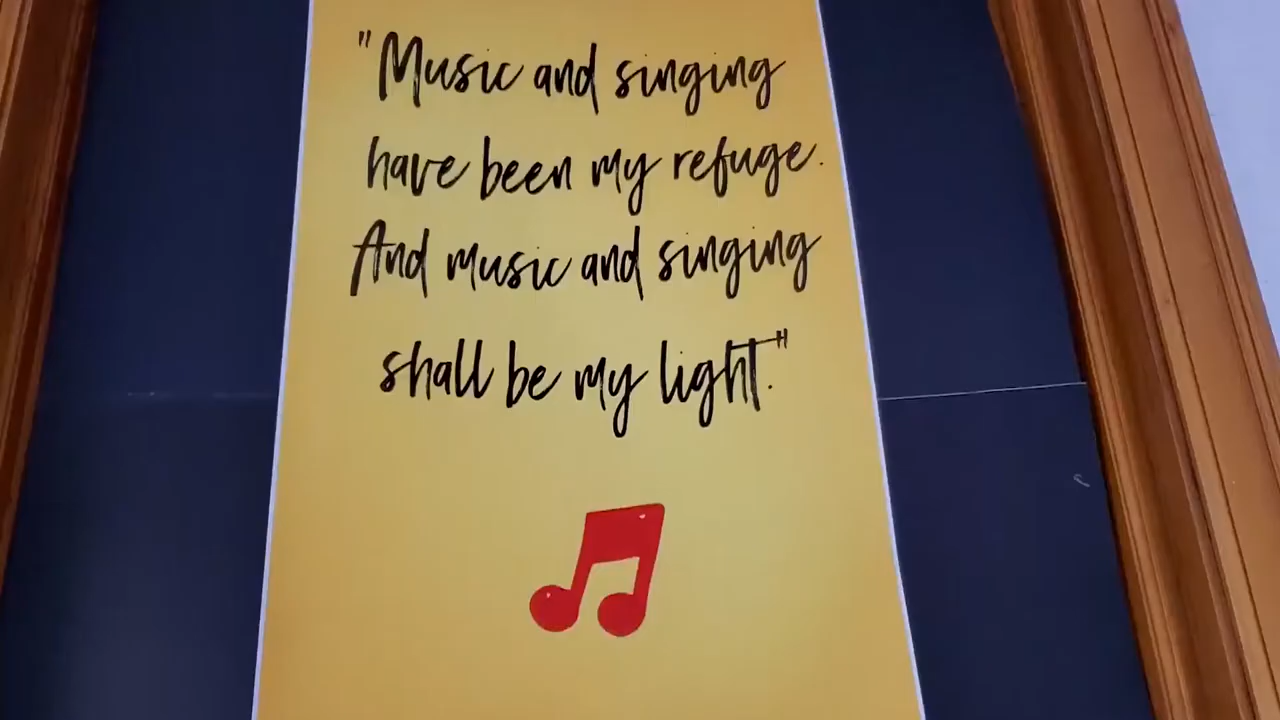 "Music and singing
have been my refuge.
And music and singing
shall be my light."